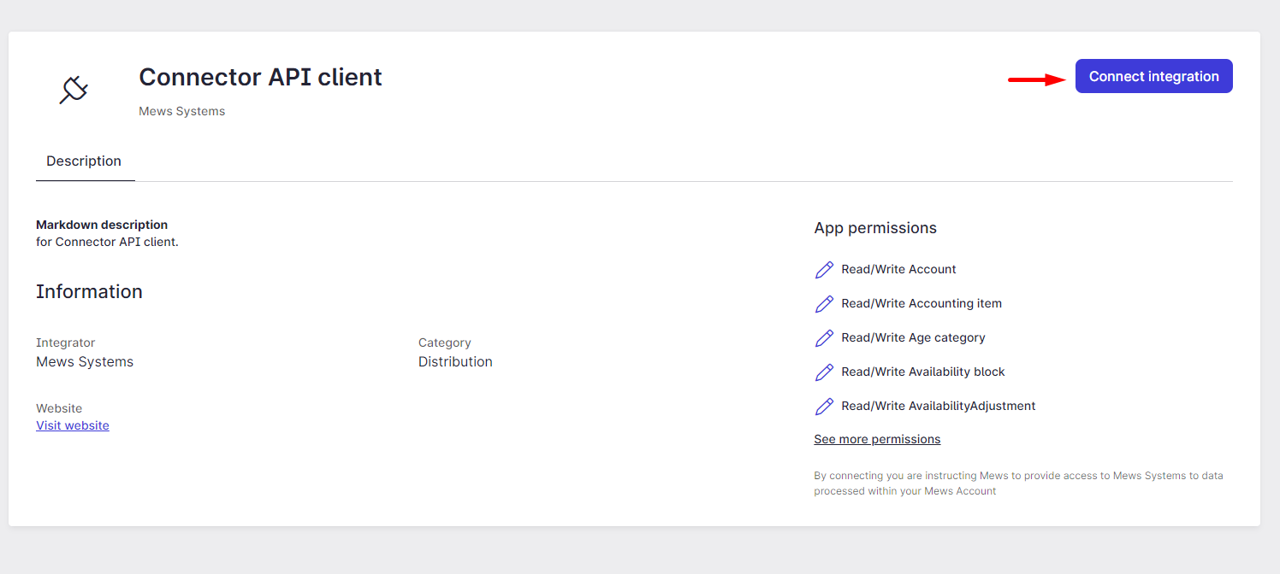 Connector API client
Mews Systems
Connect integration
Description
Markdown description
for Connector API client.
Information
Integrator
Mews Systems
Category
Distribution
Website
Visit website
App permissions
Read/Write Account
Read/Write Accounting item
Read/Write Age category
Read/Write Availability block
Read/Write AvailabilityAdjustment
See more permissions
By connecting you are instructing Mews to provide access to Mews Systems to data
processed within your Mews Account